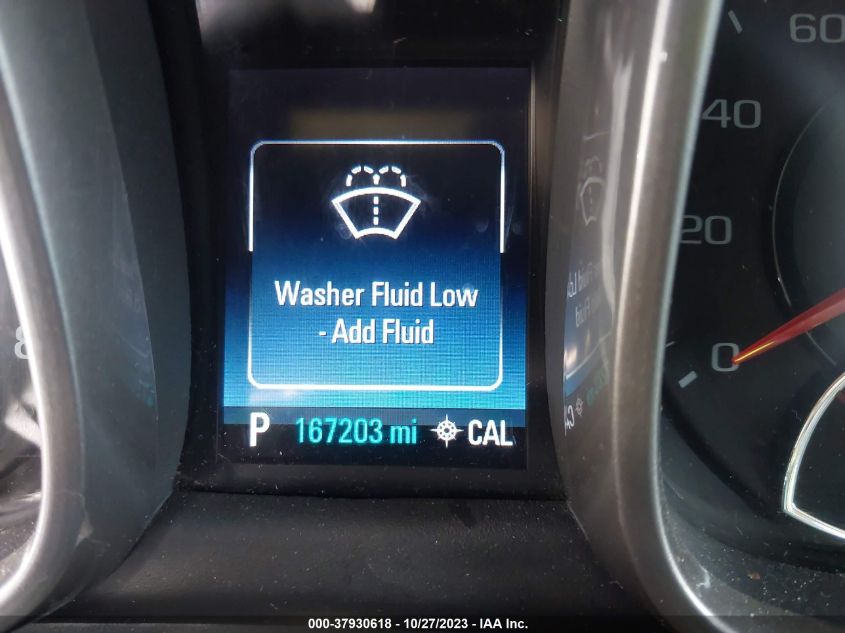 60
40
20
0
8
Washer Fluid Low
- Add Fluid
P 167203 mi CAL
000-37930618 - 10/27/2023 - IAA Inc.